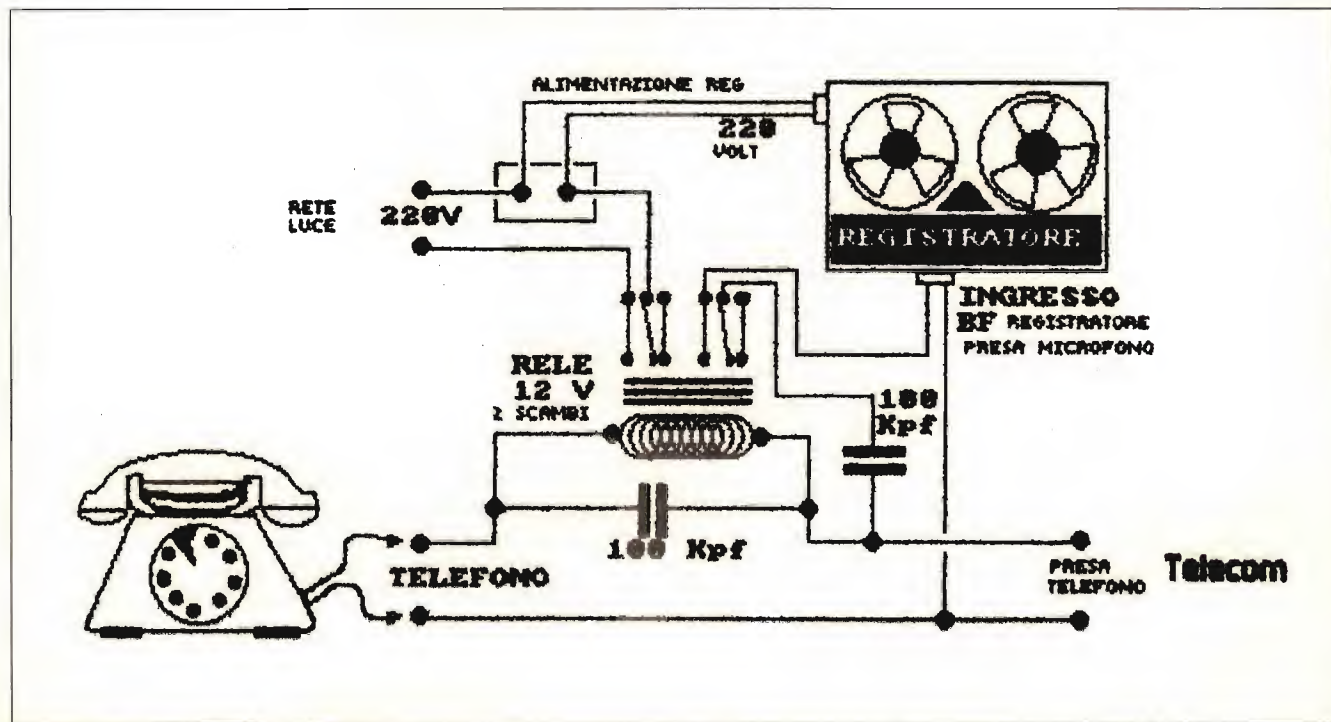 ALIMENTAZIONE REG
220
VOLT
RETE
LUCE
220V
REGISTRATORE
INGRESSO
BF REGISTRATORE
PRESA MICROFONO
RELE
12 V
2 SCAMBI
100
Kpf
100 Kpf
TELEFONO
PRESA
TELEFONO
Telecom